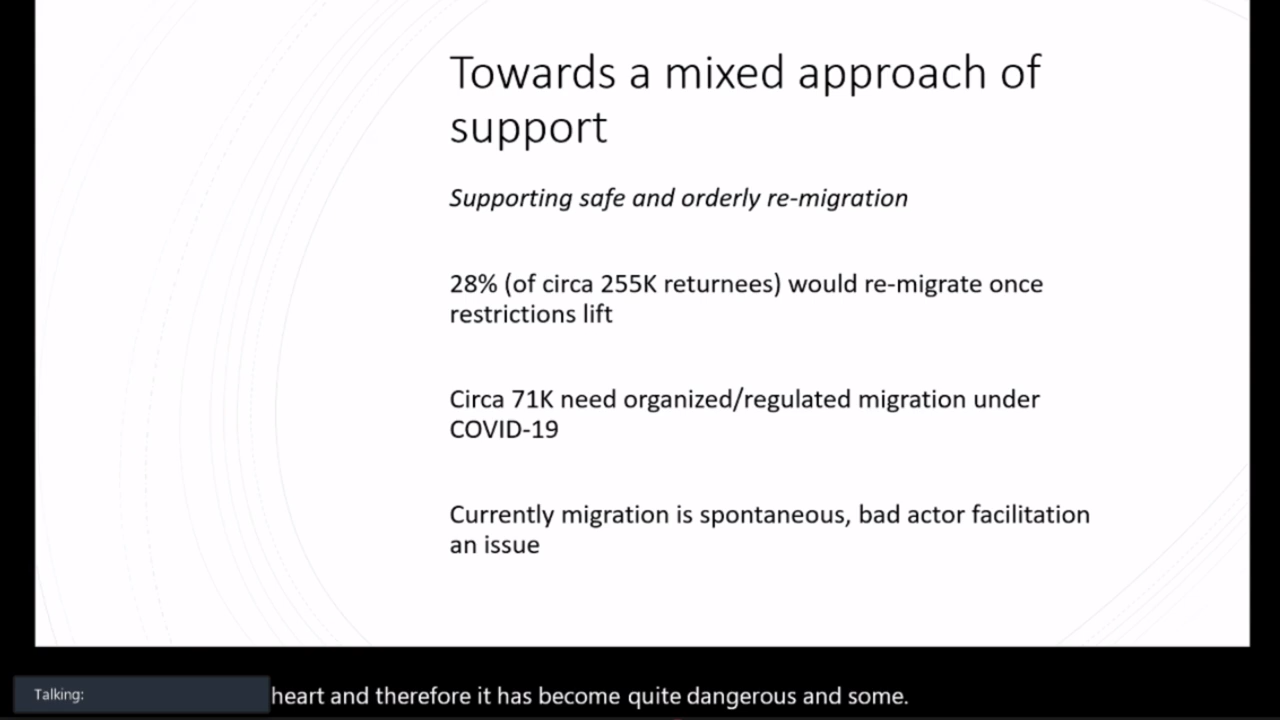 Towards a mixed approach of
support
Supporting safe and orderly re-migration
28% (of circa 255K returnees) would re-migrate once
restrictions lift
Circa 71K need organized/regulated migration under
COVID-19
Currently migration is spontaneous, bad actor facilitation
an issue
Talking:
heart and therefore it has become quite dangerous and some.